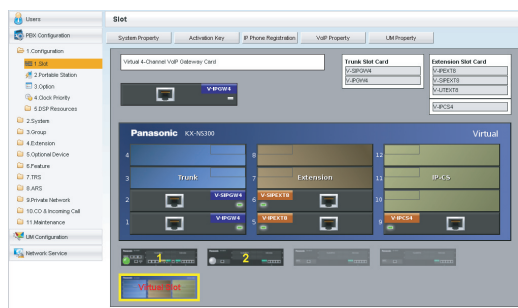 Users
PBX Configuration
1.Configuration
1.Slot
2.Portable Station
3.Option
4.Clock Priority
5.DSP Resources
2.System
3.Group
4.Extension
5.Optional Device
6.Feature
7.TRS
8.ARS
9.Private Network
10.CO & Incoming Call
11.Maintenance
UM Configuration
Network Service
Slot
System Property
Activation Key
IP Phone Registration
VoIP Property
UM Property
Virtual 4-Channel VoIP Gateway Card
V-IPGW4
Trunk Slot Card
V-SIPGW4
V-IPGW4
Extension Slot Card
V-IPEXT8
V-SIPEXT8
V-UTEXT8
V-IPCS4
Panasonic KX-NS300
Virtual
4
8
12
3
Trunk
7
Extension
11
IP-CS
2
V-SIPGW4
6
V-SIPEXT8
10
1
V-IPGW4
5
V-IPEXT8
9
V-IPCS4
1
2
Virtual Slot